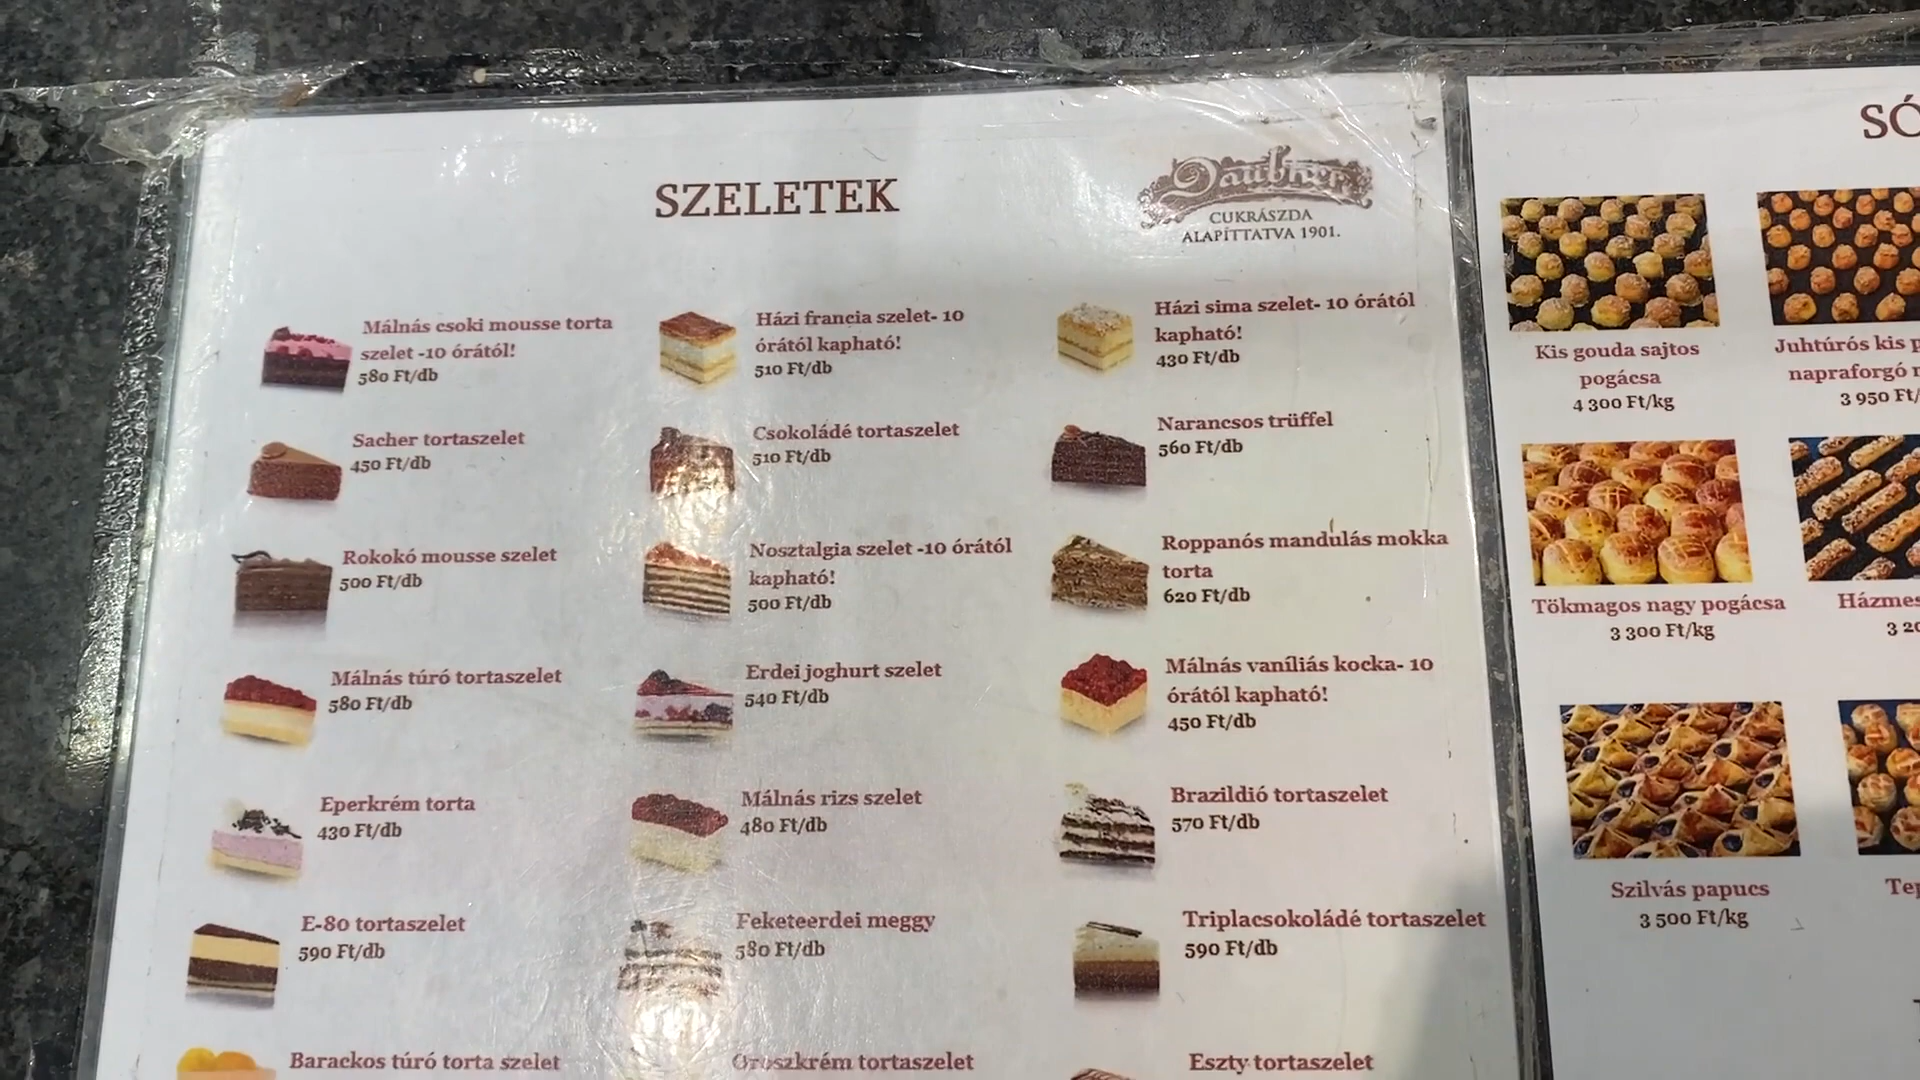 SZELETEK
Daubner
CUKRÁSZDA
ALAPÍTTATVA 1901.
Málnás csoki mousse torta
szelet -10 órától!
580 Ft/db
Házi francia szelet- 10
órától kapható!
510 Ft/db
Házi sima szelet- 10 órától
kapható!
430 Ft/db
Sacher tortaszelet
450 Ft/db
Csokoládé tortaszelet
510 Ft/db
Narancsos trüffel
560 Ft/db
Rokokó mousse szelet
500 Ft/db
Nosztalgia szelet -10 órától
kapható!
500 Ft/db
Roppanós mandulás mokka
torta
620 Ft/db
Málnás túró tortaszelet
580 Ft/db
Erdei joghurt szelet
540 Ft/db
Málnás vaníliás kocka- 10
órától kapható!
450 Ft/db
Eperkrém torta
430 Ft/db
Málnás rizs szelet
480 Ft/db
Brazildió tortaszelet
570 Ft/db
E-80 tortaszelet
590 Ft/db
Feketeerdei meggy
580 Ft/db
Triplacsokoládé tortaszelet
590 Ft/db
Barackos túró torta szelet
Oroszkrém tortaszelet
Eszty tortaszelet
SÓ
Kis gouda sajtos
pogácsa
4 300 Ft/kg
Juhtúrós kis
napraforgó
3 950 Ft/
Tökmagos nagy pogácsa
3 300 Ft/kg
Házmes
3 20
Szilvás papucs
3 500 Ft/kg
Tep